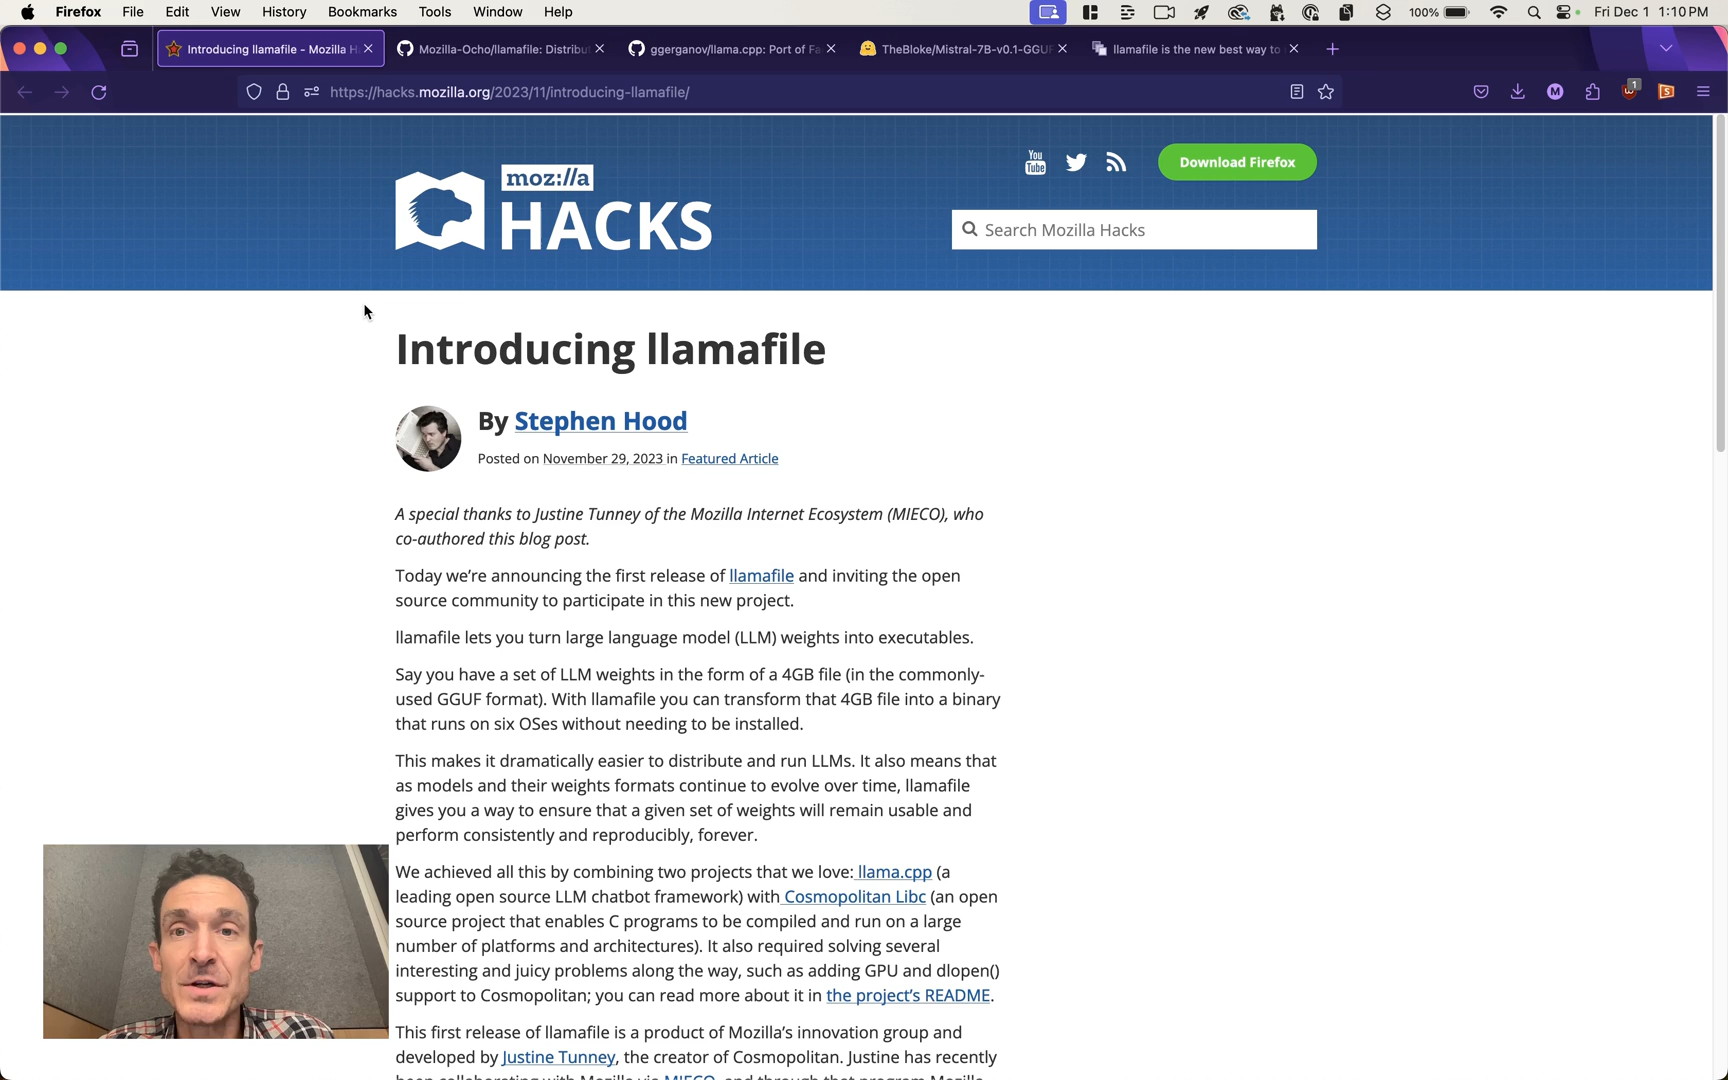 Firefox File Edit View History Bookmarks Tools Window Help 100% Fri Dec 1 1:10 PM
Introducing llamafile - Mozilla H Mozilla-Ocho/llamafile: Distribut ggerganov/llama.cpp: Port of Fa TheBloke/Mistral-7B-v0.1-GGUF llamafile is the new best way to
https://hacks.mozilla.org/2023/11/introducing-llamafile/ M 1
You Tube
Download Firefox
moz://a
HACKS
Search Mozilla Hacks
Introducing llamafile
By Stephen Hood
Posted on November 29, 2023 in Featured Article
A special thanks to Justine Tunney of the Mozilla Internet Ecosystem (MIECO), who
co-authored this blog post.
Today we’re announcing the first release of llamafile and inviting the open
source community to participate in this new project.
llamafile lets you turn large language model (LLM) weights into executables.
Say you have a set of LLM weights in the form of a 4GB file (in the commonly-
used GGUF format). With llamafile you can transform that 4GB file into a binary
that runs on six OSes without needing to be installed.
This makes it dramatically easier to distribute and run LLMs. It also means that
as models and their weights formats continue to evolve over time, llamafile
gives you a way to ensure that a given set of weights will remain usable and
perform consistently and reproducibly, forever.
We achieved all this by combining two projects that we love: llama.cpp (a
leading open source LLM chatbot framework) with Cosmopolitan Libc (an open
source project that enables C programs to be compiled and run on a large
number of platforms and architectures). It also required solving several
interesting and juicy problems along the way, such as adding GPU and dlopen()
support to Cosmopolitan; you can read more about it in the project’s README.
This first release of llamafile is a product of Mozilla’s innovation group and
developed by Justine Tunney, the creator of Cosmopolitan. Justine has recently
been collaborating with Mozilla via MIECO, and through that program Mozilla